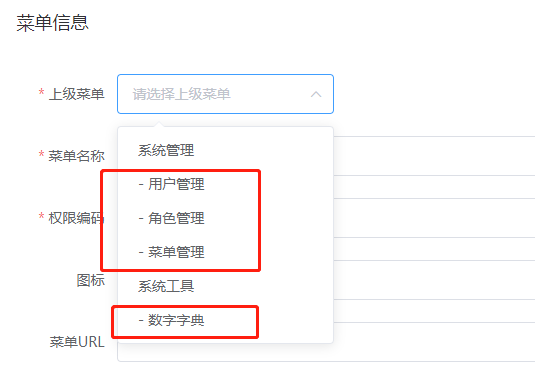 菜单信息
* 上级菜单 请选择上级菜单
系统管理
* 菜单名称
- 用户管理
* 权限编码 - 角色管理
- 菜单管理
图标 系统工具
- 数字字典
菜单URL